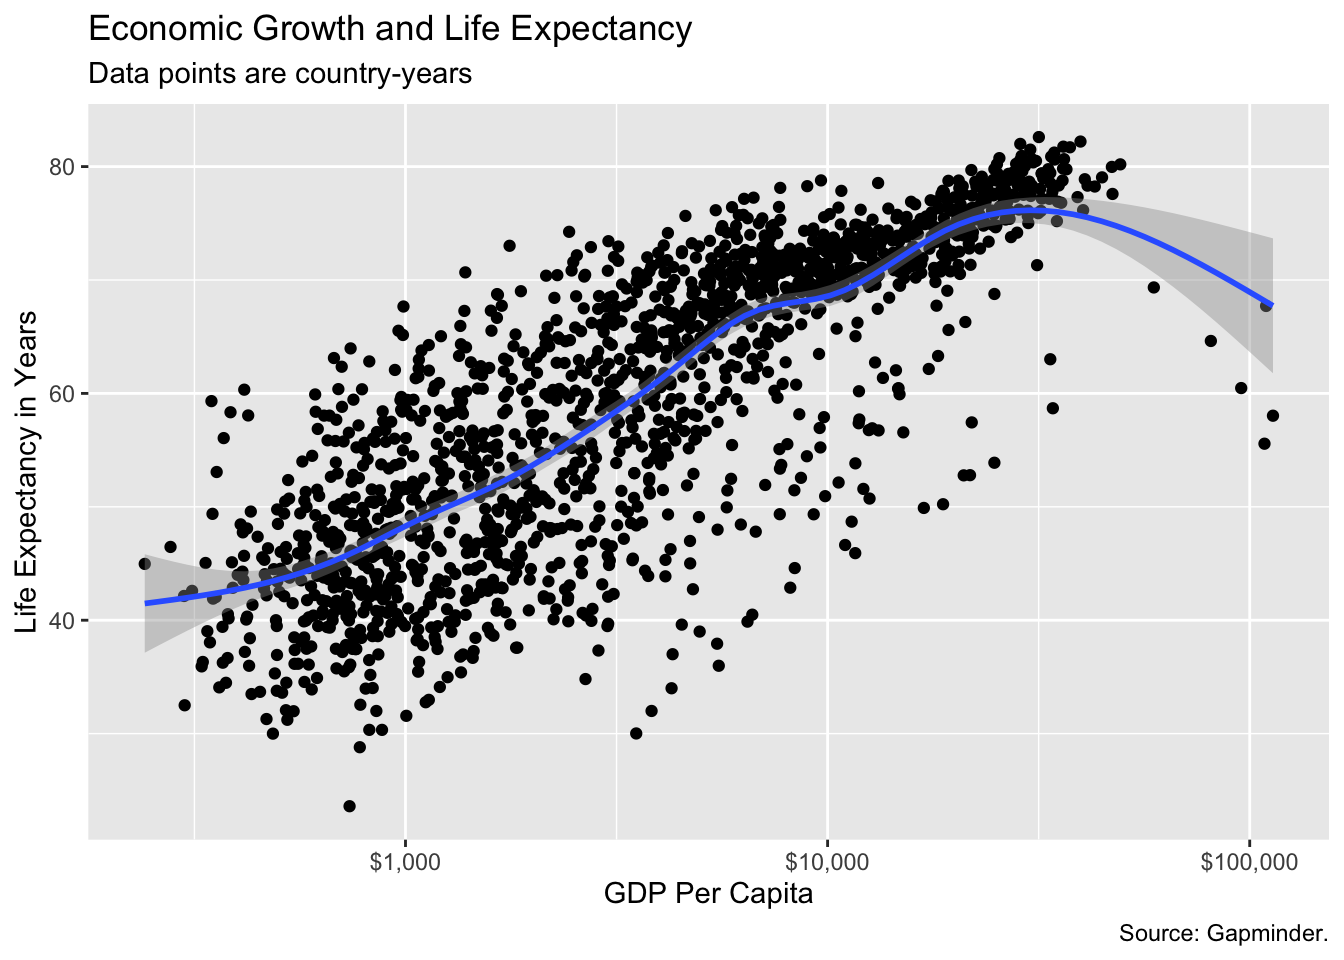 Economic Growth and Life Expectancy
Data points are country-years
80
60
40
Life Expectancy in Years
$1,000
$10,000
$100,000
GDP Per Capita
Source: Gapminder.